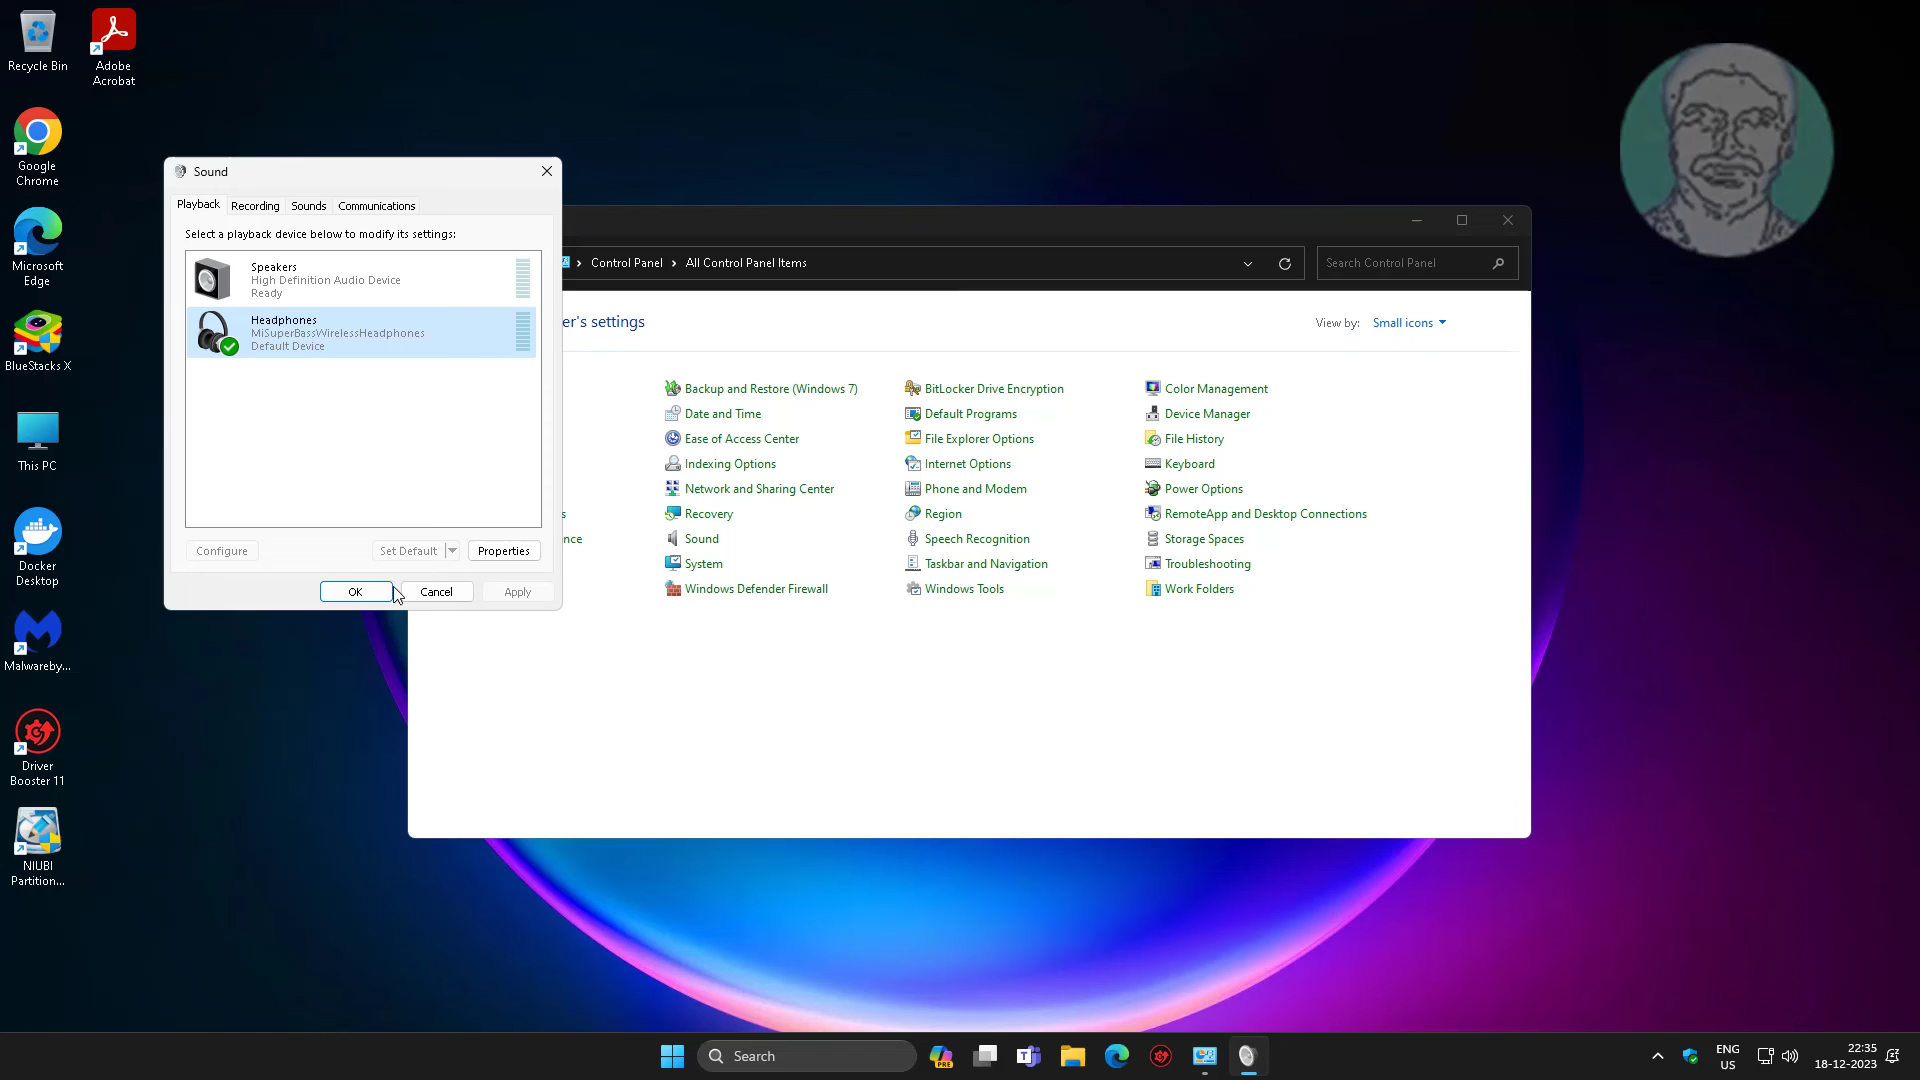 Recycle Bin
Adobe
Acrobat
Google
Chrome
Microsoft
Edge
BlueStacks X
This PC
Docker
Desktop
Malwareby...
Driver
Booster 11
NIUBI
Partition...
Sound
Playback
Recording
Sounds
Communications
Select a playback device below to modify its settings:
Speakers
High Definition Audio Device
Ready
Headphones
MiSuperBassWirelessHeadphones
Default Device
Configure
Set Default
Properties
OK
Cancel
Apply
Control Panel
All Control Panel Items
Search Control Panel
er's settings
View by:
Small icons
Backup and Restore (Windows 7)
BitLocker Drive Encryption
Color Management
Date and Time
Default Programs
Device Manager
Ease of Access Center
File Explorer Options
File History
Indexing Options
Internet Options
Keyboard
Network and Sharing Center
Phone and Modem
Power Options
s
Recovery
Region
RemoteApp and Desktop Connections
nce
Sound
Speech Recognition
Storage Spaces
System
Taskbar and Navigation
Troubleshooting
Windows Defender Firewall
Windows Tools
Work Folders
Search
PRE
ENG
US
22:35
18-12-2023